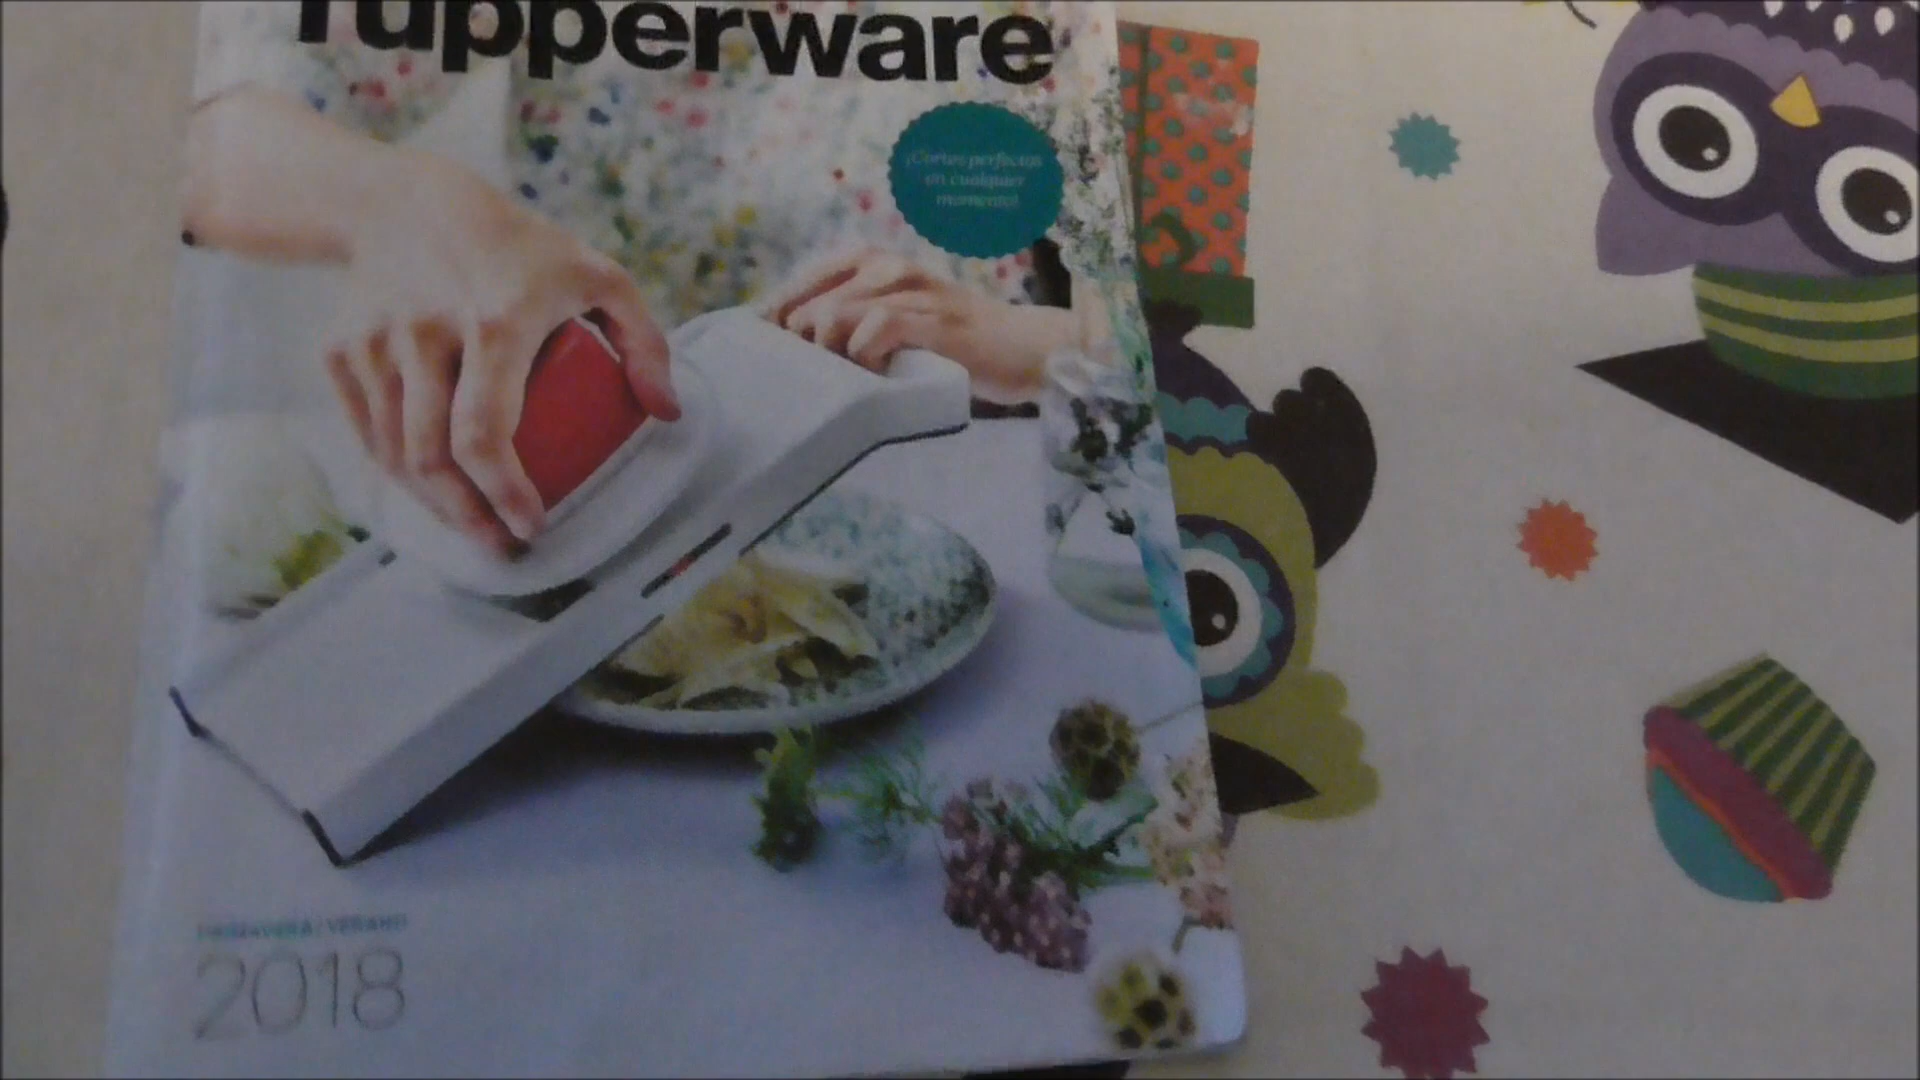 Tupperware
¡Cortes perfectos
en cualquier
momento!
PRIMAVERA / VERANO
2018